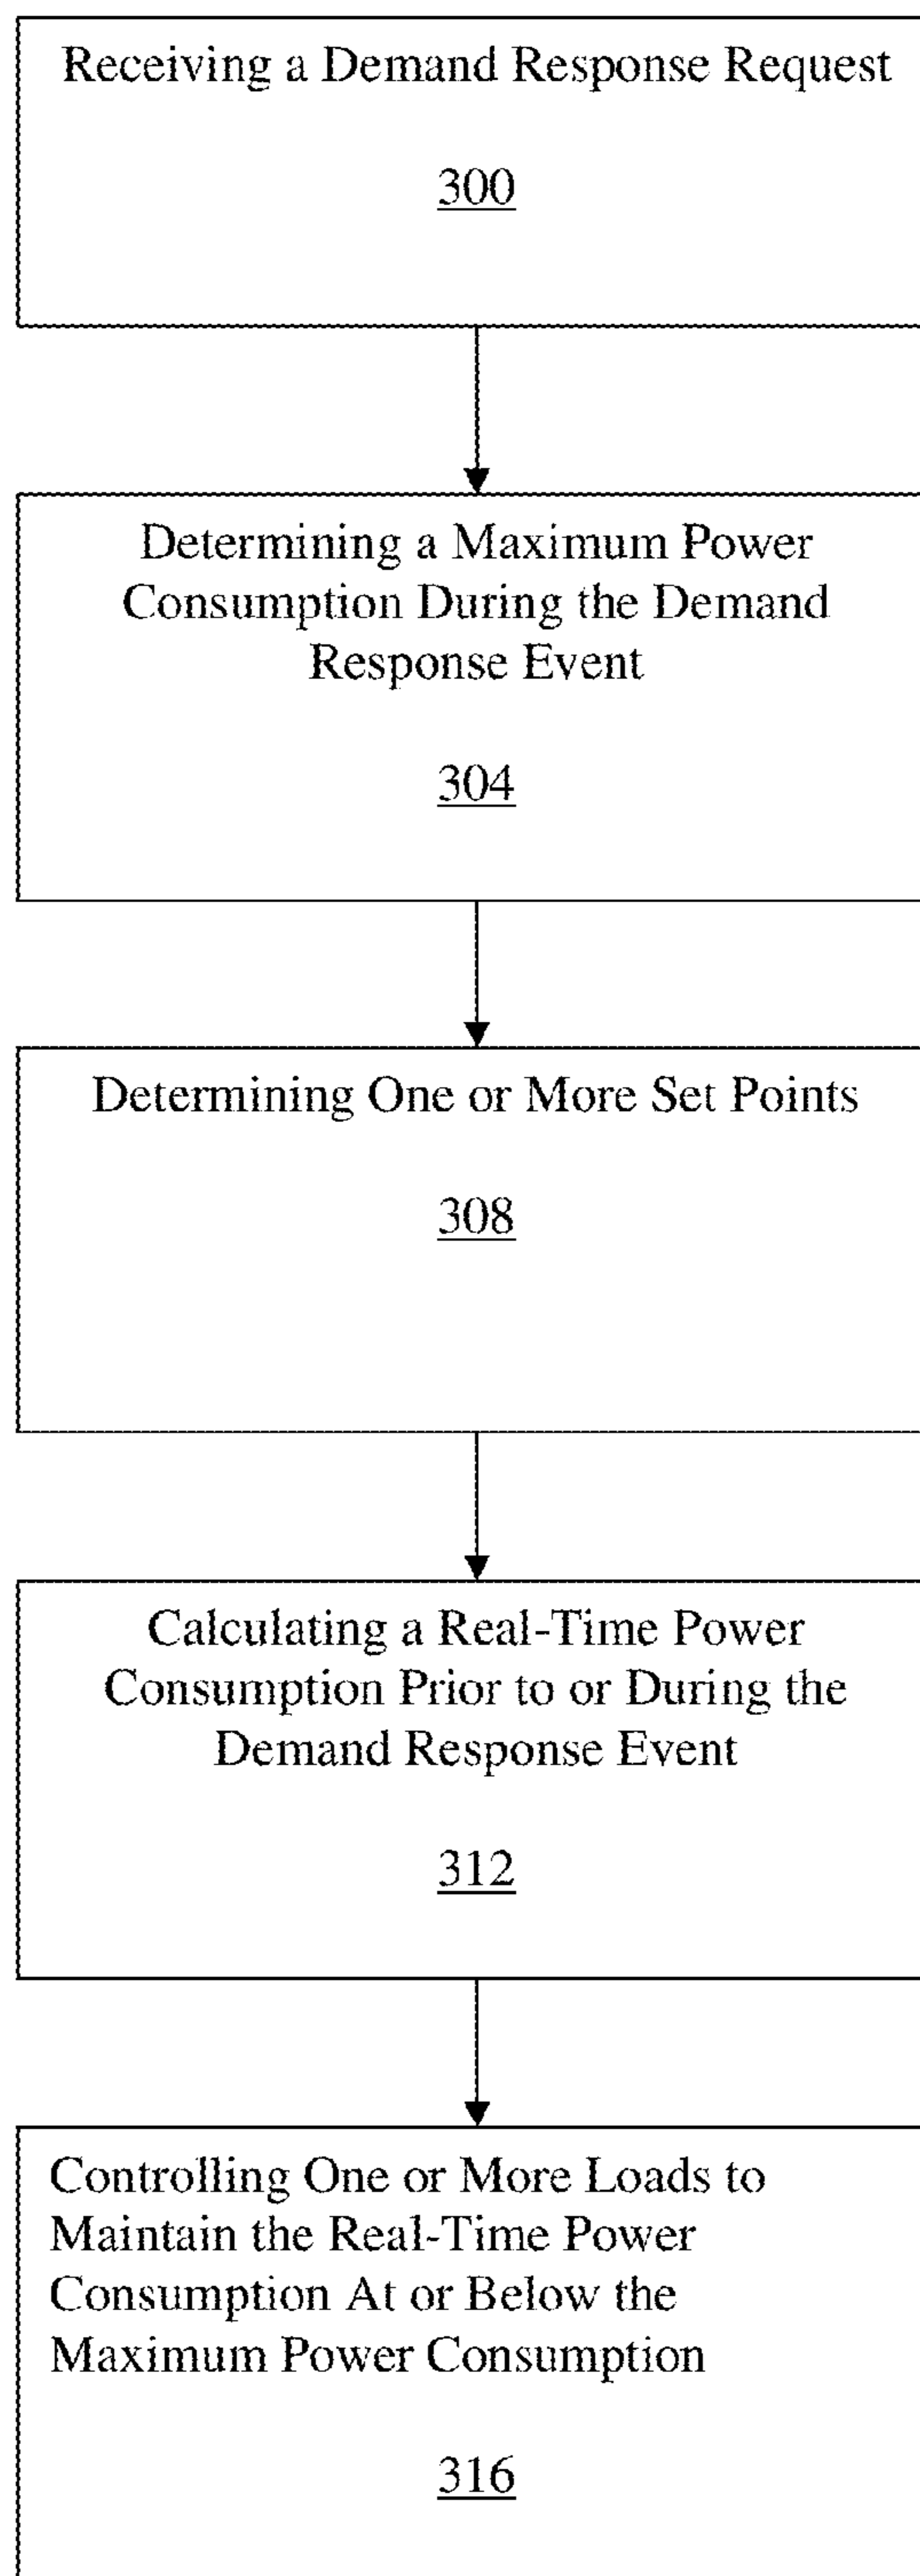 Receiving a Demand Response Request
300
Determining a Maximum Power
Consumption During the Demand
Response Event
304
Determining One or More Set Points
308
Calculating a Real-Time Power
Consumption Prior to or During the
Demand Response Event
312
Controlling One or More Loads to
Maintain the Real-Time Power
Consumption At or Below the
Maximum Power Consumption
316